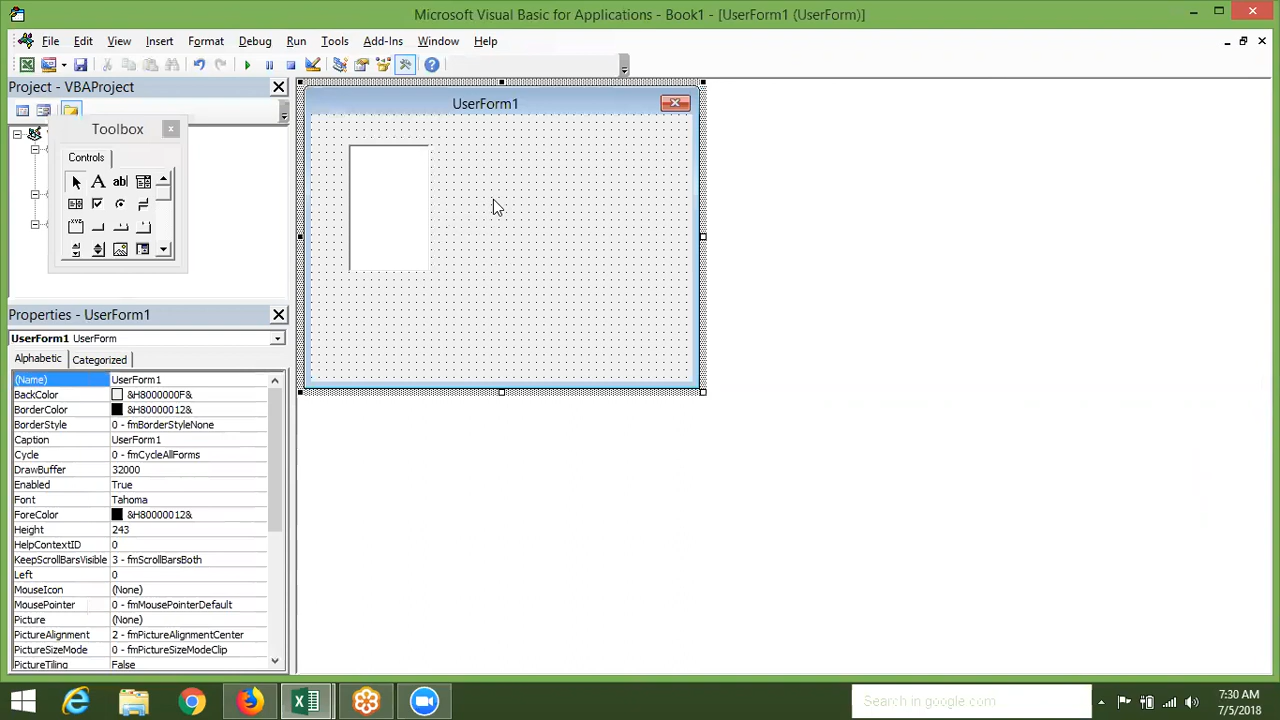 Microsoft Visual Basic for Applications - Book1 - [UserForm1 (UserForm)]
File Edit View Insert Format Debug Run Tools Add-Ins Window Help
Project - VBAProject
Toolbox
Controls
A ab|
UserForm1
Properties - UserForm1
UserForm1 UserForm
Alphabetic Categorized
(Name) UserForm1
BackColor &H8000000F&
BorderColor &H80000012&
BorderStyle 0 - fmBorderStyleNone
Caption UserForm1
Cycle 0 - fmCycleAllForms
DrawBuffer 32000
Enabled True
Font Tahoma
ForeColor &H80000012&
Height 243
HelpContextID 0
KeepScrollBarsVisible 3 - fmScrollBarsBoth
Left 0
MouseIcon (None)
MousePointer 0 - fmMousePointerDefault
Picture (None)
PictureAlignment 2 - fmPictureAlignmentCenter
PictureSizeMode 0 - fmPictureSizeModeClip
PictureTiling False
Search in google.com
7:30 AM
7/5/2018